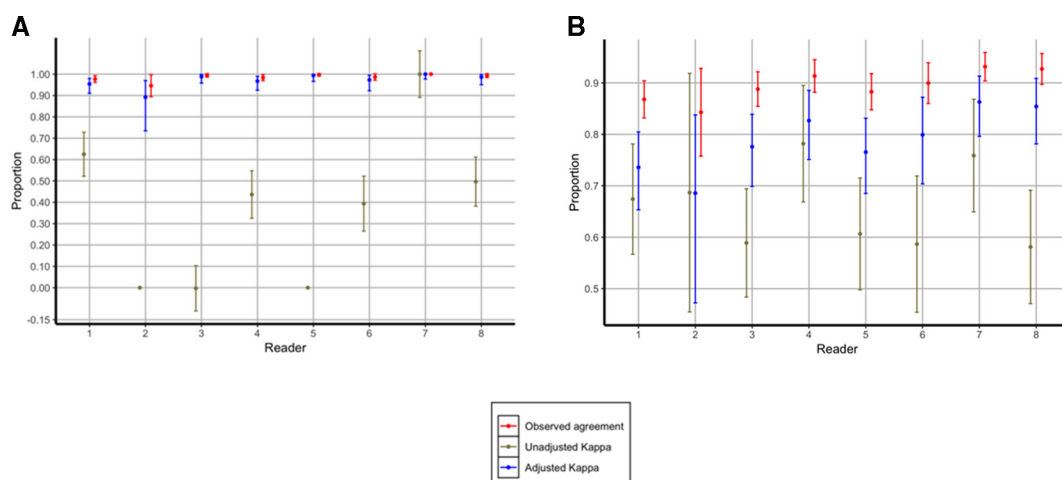 A
Proportion
1.00
0.90
0.80
0.70
0.60
0.50
0.40
0.30
0.20
0.10
0.00
-0.15
1 2 3 4 5 6 7 8
Reader
B
Proportion
0.9
0.8
0.7
0.6
0.5
1 2 3 4 5 6 7 8
Reader
Observed agreement
Unadjusted Kappa
Adjusted Kappa